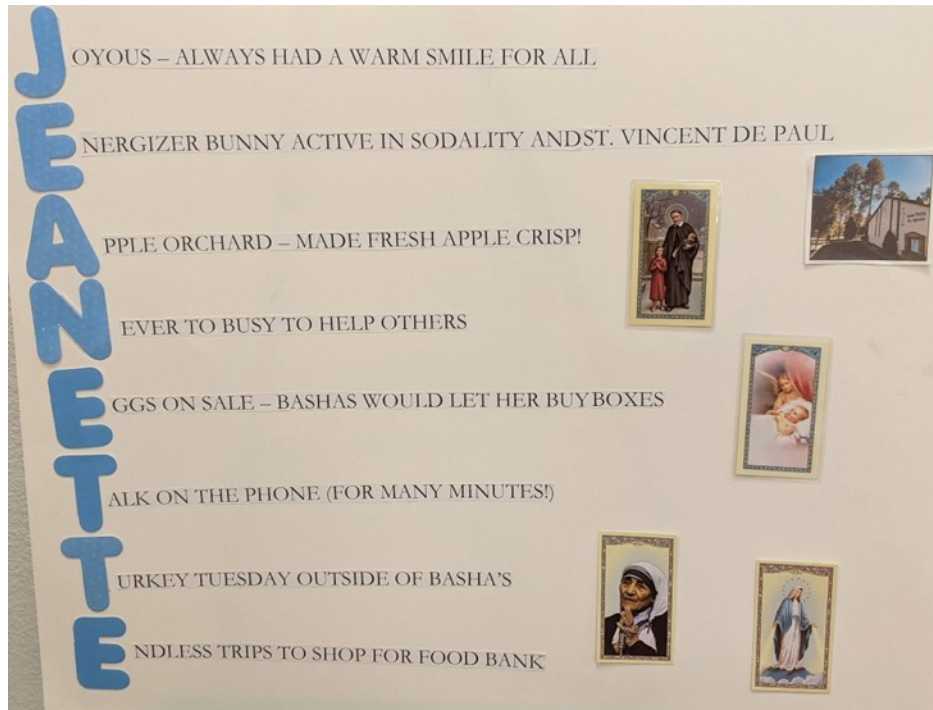 JOYOUS – ALWAYS HAD A WARM SMILE FOR ALL
ENERGIZER BUNNY ACTIVE IN SODALITY ANDST. VINCENT DE PAUL
APPLE ORCHARD – MADE FRESH APPLE CRISP!
NEVER TO BUSY TO HELP OTHERS
EGGS ON SALE – BASHAS WOULD LET HER BUY BOXES
TALK ON THE PHONE (FOR MANY MINUTES!)
TURKEY TUESDAY OUTSIDE OF BASHA'S
ENDLESS TRIPS TO SHOP FOR FOOD BANK